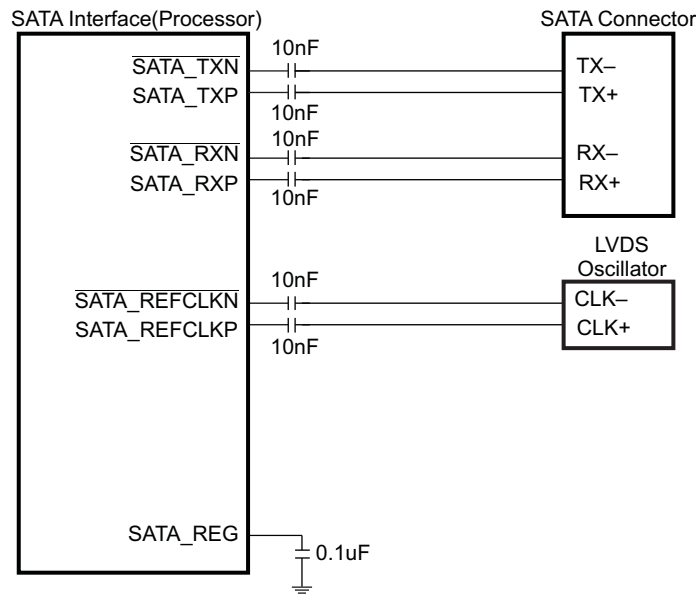 SATA Interface(Processor)
SATA Connector
10nF
SATA_TXN
TX–
SATA_TXP
TX+
10nF
10nF
SATA_RXN
RX–
SATA_RXP
RX+
10nF
LVDS
Oscillator
10nF
SATA_REFCLKN
CLK–
SATA_REFCLKP
CLK+
10nF
SATA_REG
0.1uF